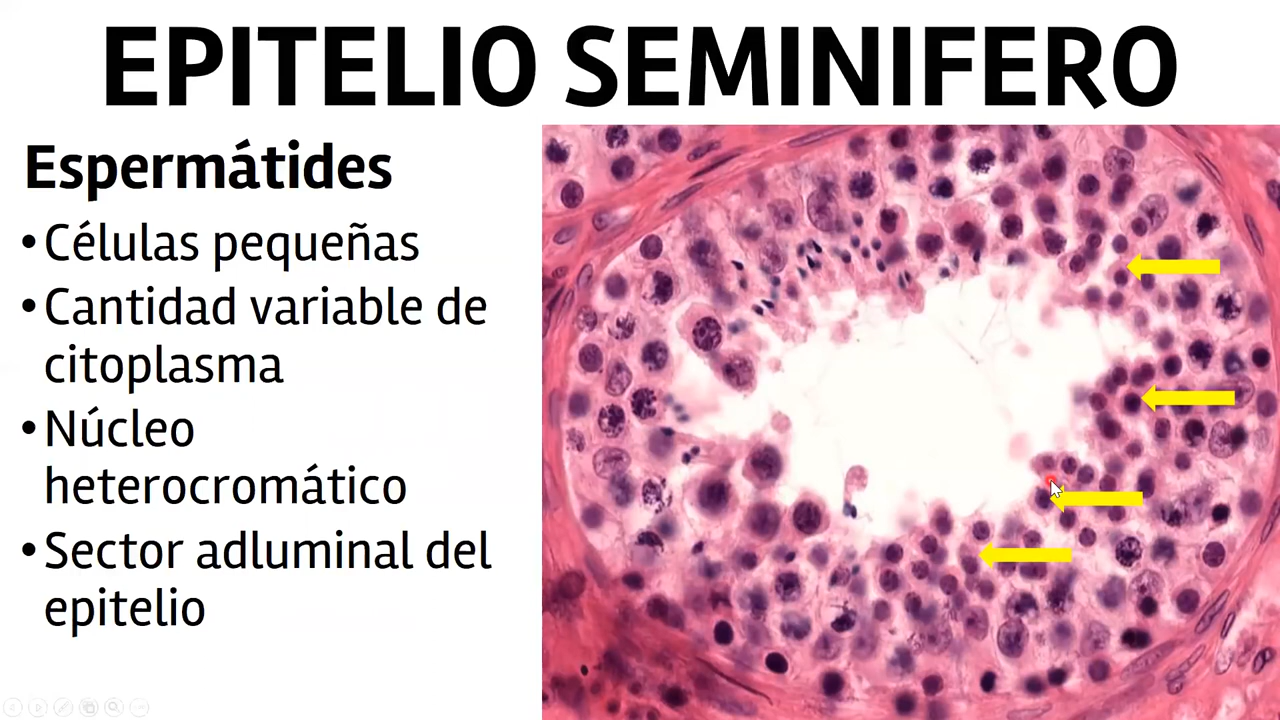 EPITELIO SEMINIFERO
Espermátides
• Células pequeñas
• Cantidad variable de
citoplasma
• Núcleo
heterocromático
• Sector adluminal del
epitelio